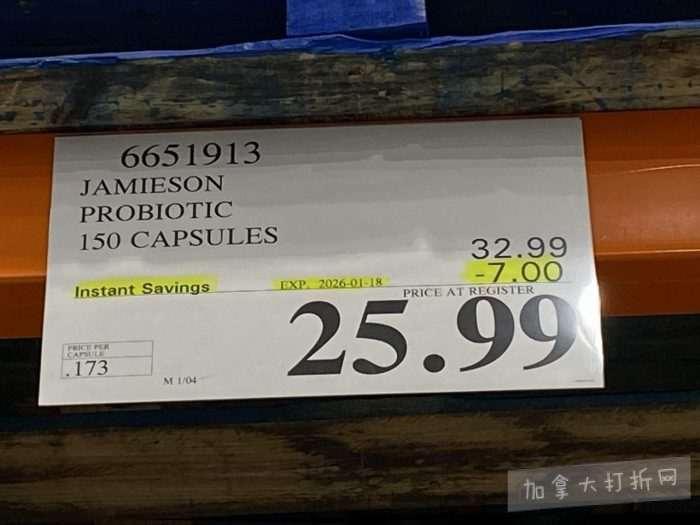 6651913
JAMIESON
PROBIOTIC
150 CAPSULES
32.99
Instant Savings EXP. 2026-01-18 -7.00
PRICE AT REGISTER
25.99
PRICE PER
CAPSULE
.173
M 1/04
加拿大打折网